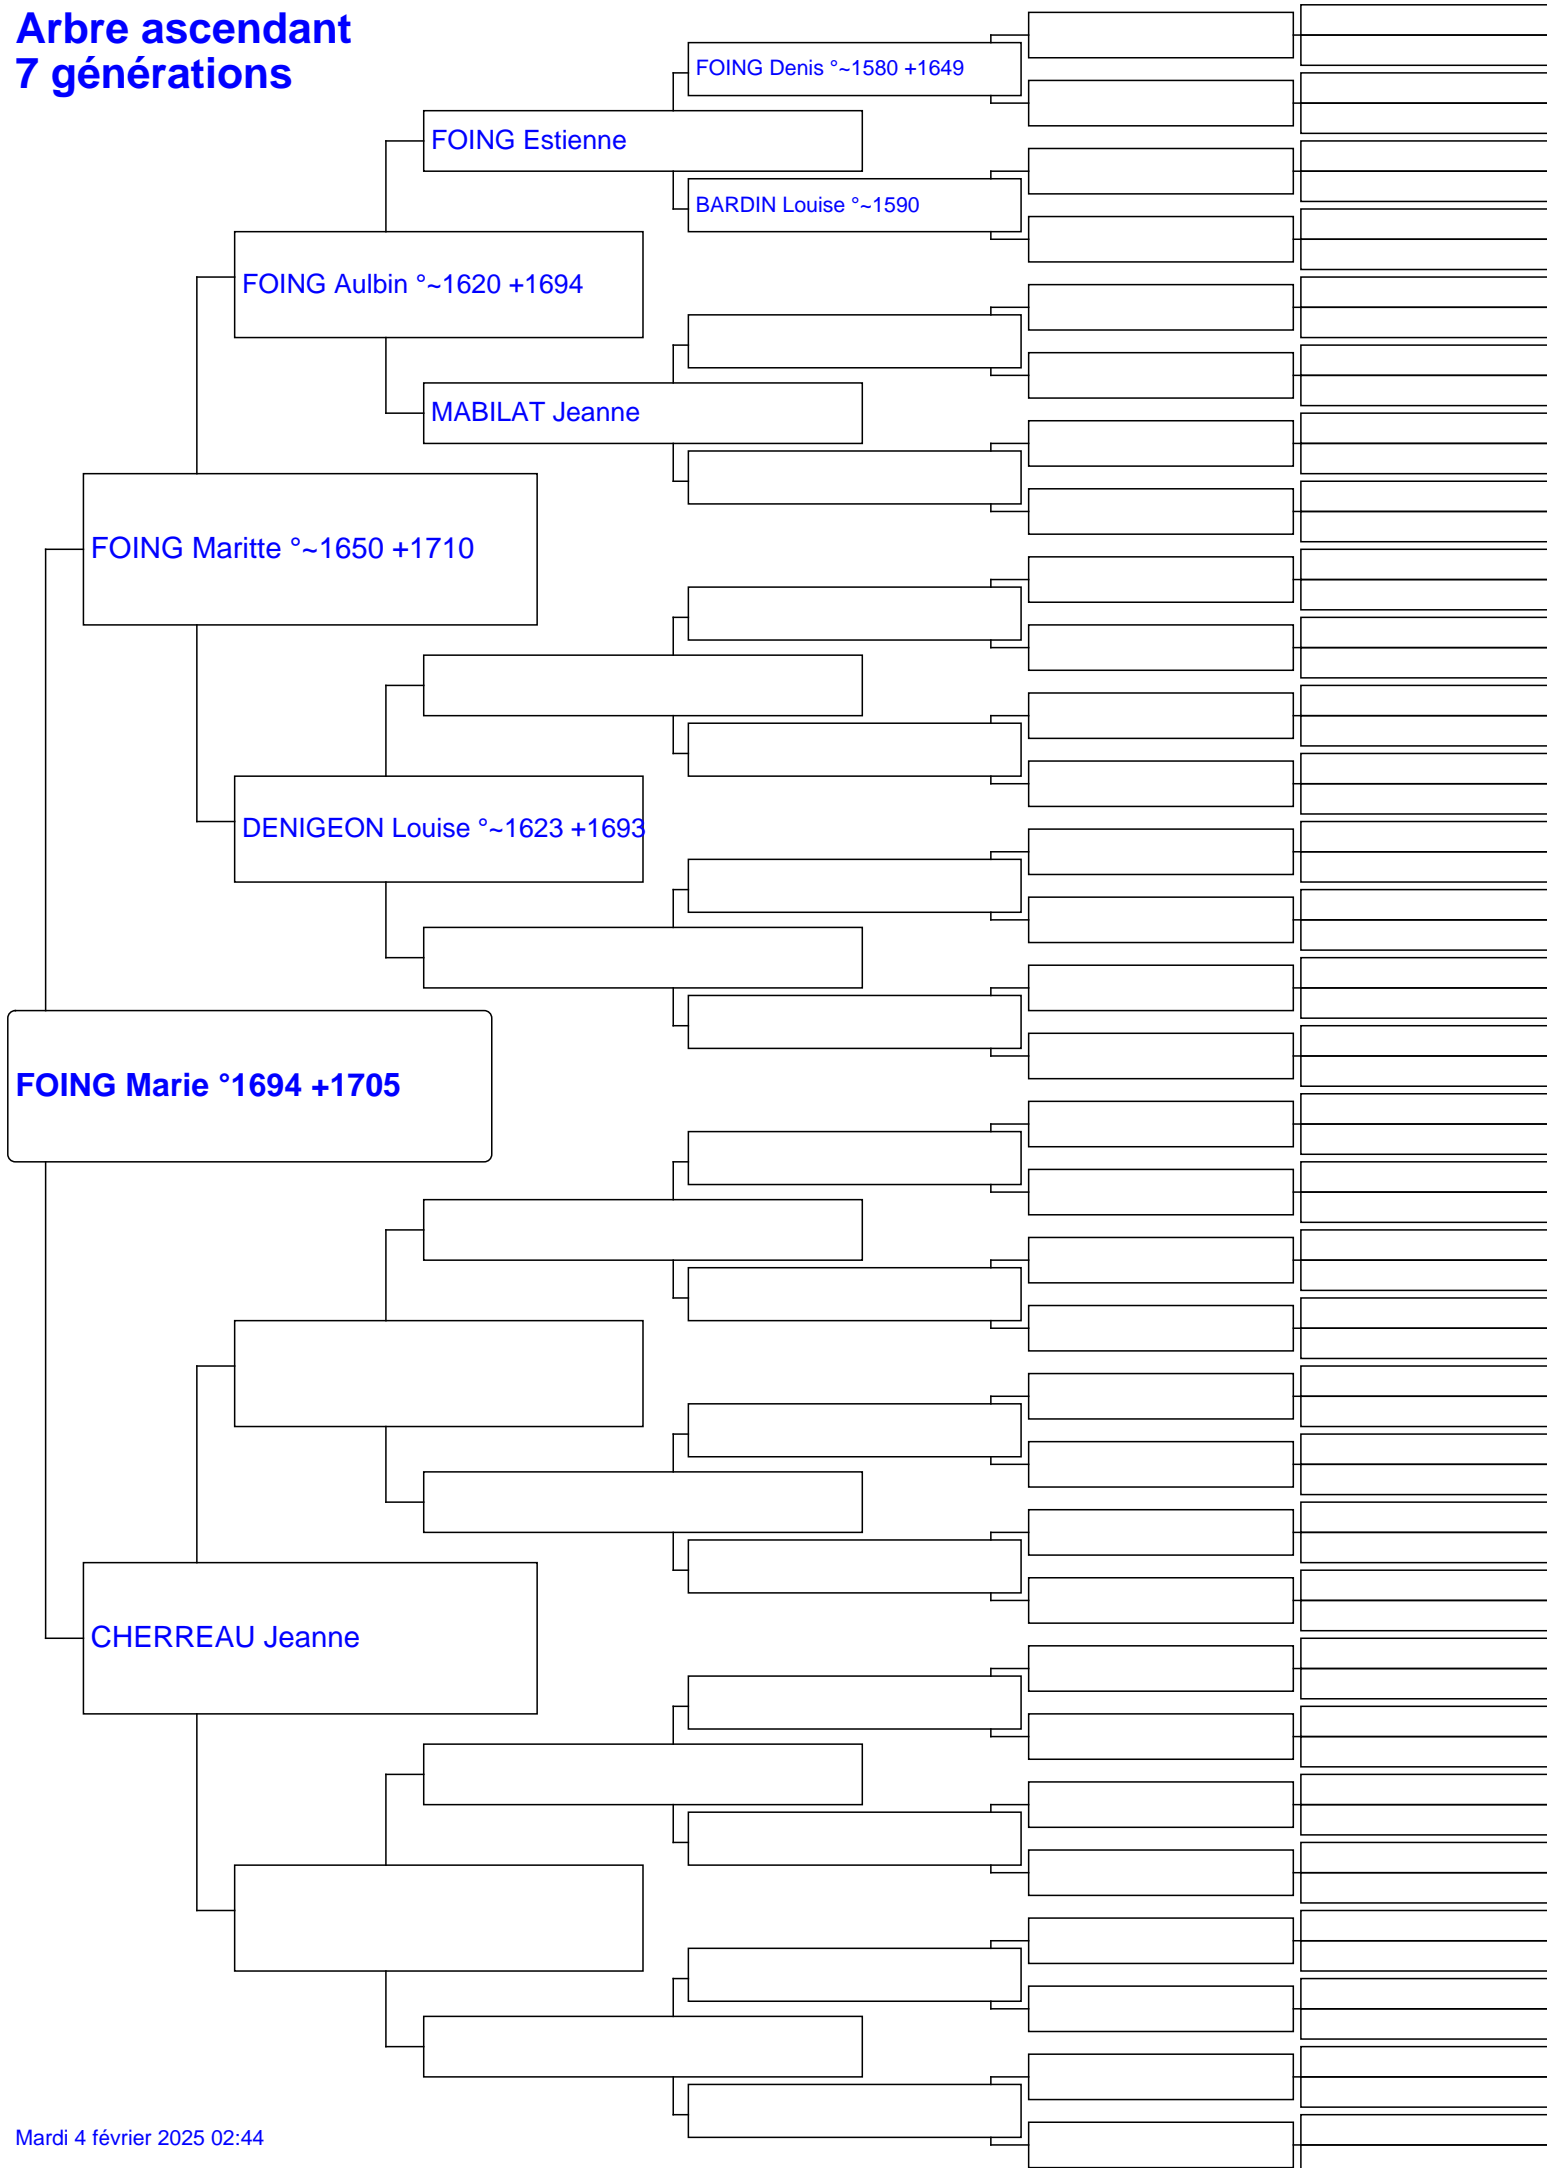 Arbre ascendant
7 générations
FOING Denis °~1580 +1649
FOING Estienne
BARDIN Louise °~1590
FOING Aulbin °~1620 +1694
MABILAT Jeanne
FOING Maritte °~1650 +1710
DENIGEON Louise °~1623 +1693
FOING Marie °1694 +1705
CHERREAU Jeanne
Mardi 4 février 2025 02:44